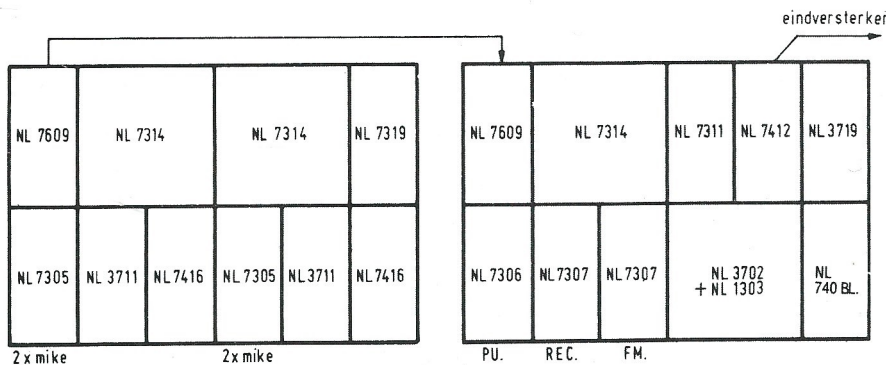 eindversterker
NL 7609 NL 7314 NL 7314 NL 7319
NL 7305 NL 3711 NL 7416 NL 7305 NL 3711 NL 7416
2 x mike 2 x mike
NL 7609 NL 7314 NL 7311 NL 7412 NL 3719
NL 7306 NL 7307 NL 7307 NL 3702 NL
+ NL 1303 740 BL.
PU. REC. FM.